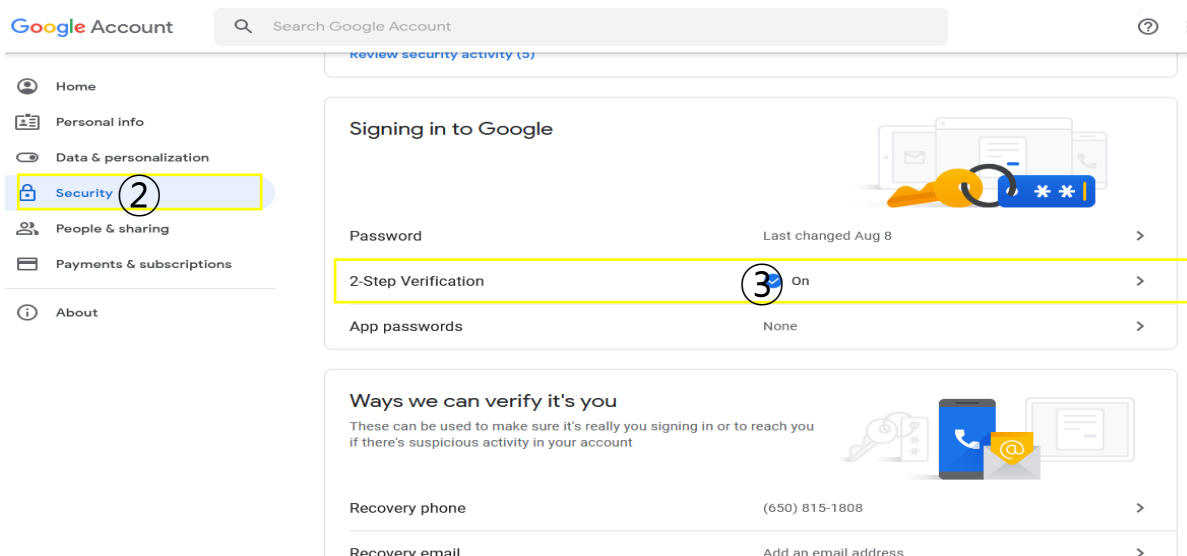 Google Account
Search Google Account
Review security activity (5)
Home
Personal info
Data & personalization
Security
2
People & sharing
Payments & subscriptions
About
Signing in to Google
**
Password
Last changed Aug 8
2-Step Verification
3
On
App passwords
None
Ways we can verify it's you
These can be used to make sure it's really you signing in or to reach you
if there's suspicious activity in your account
@
Recovery phone
(650) 815-1808
Recovery email
Add an email address